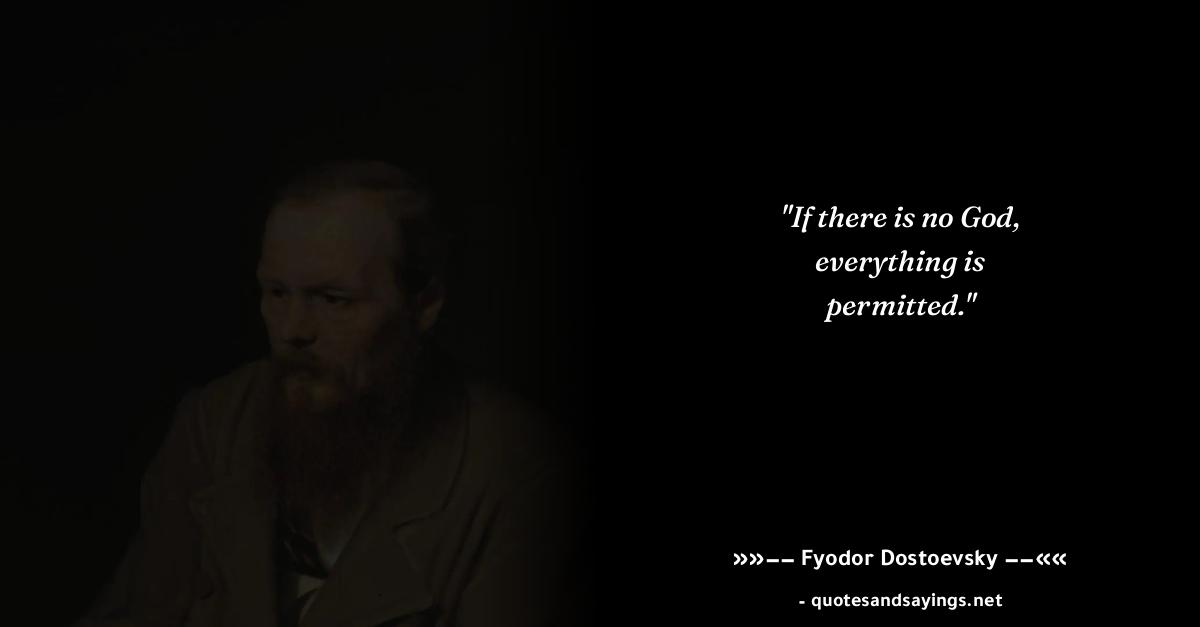 "If there is no God,
everything is
permitted."
»»–– Fyodor Dostoevsky ––««
- quotesandsayings.net